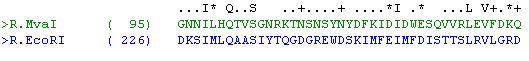 ...I* Q..S ..+....+ ....*I .* ...L V+.*+
>R.MvaI ( 95) GNNILHQTVSGNRKTNSNSYNYDFKIDIDWESQVVRLEVFDKQ
>R.EcoRI ( 226) DKSIMLQAASIYTQGDGREWDSKIMFEIMFDISTTSLRVLGRD